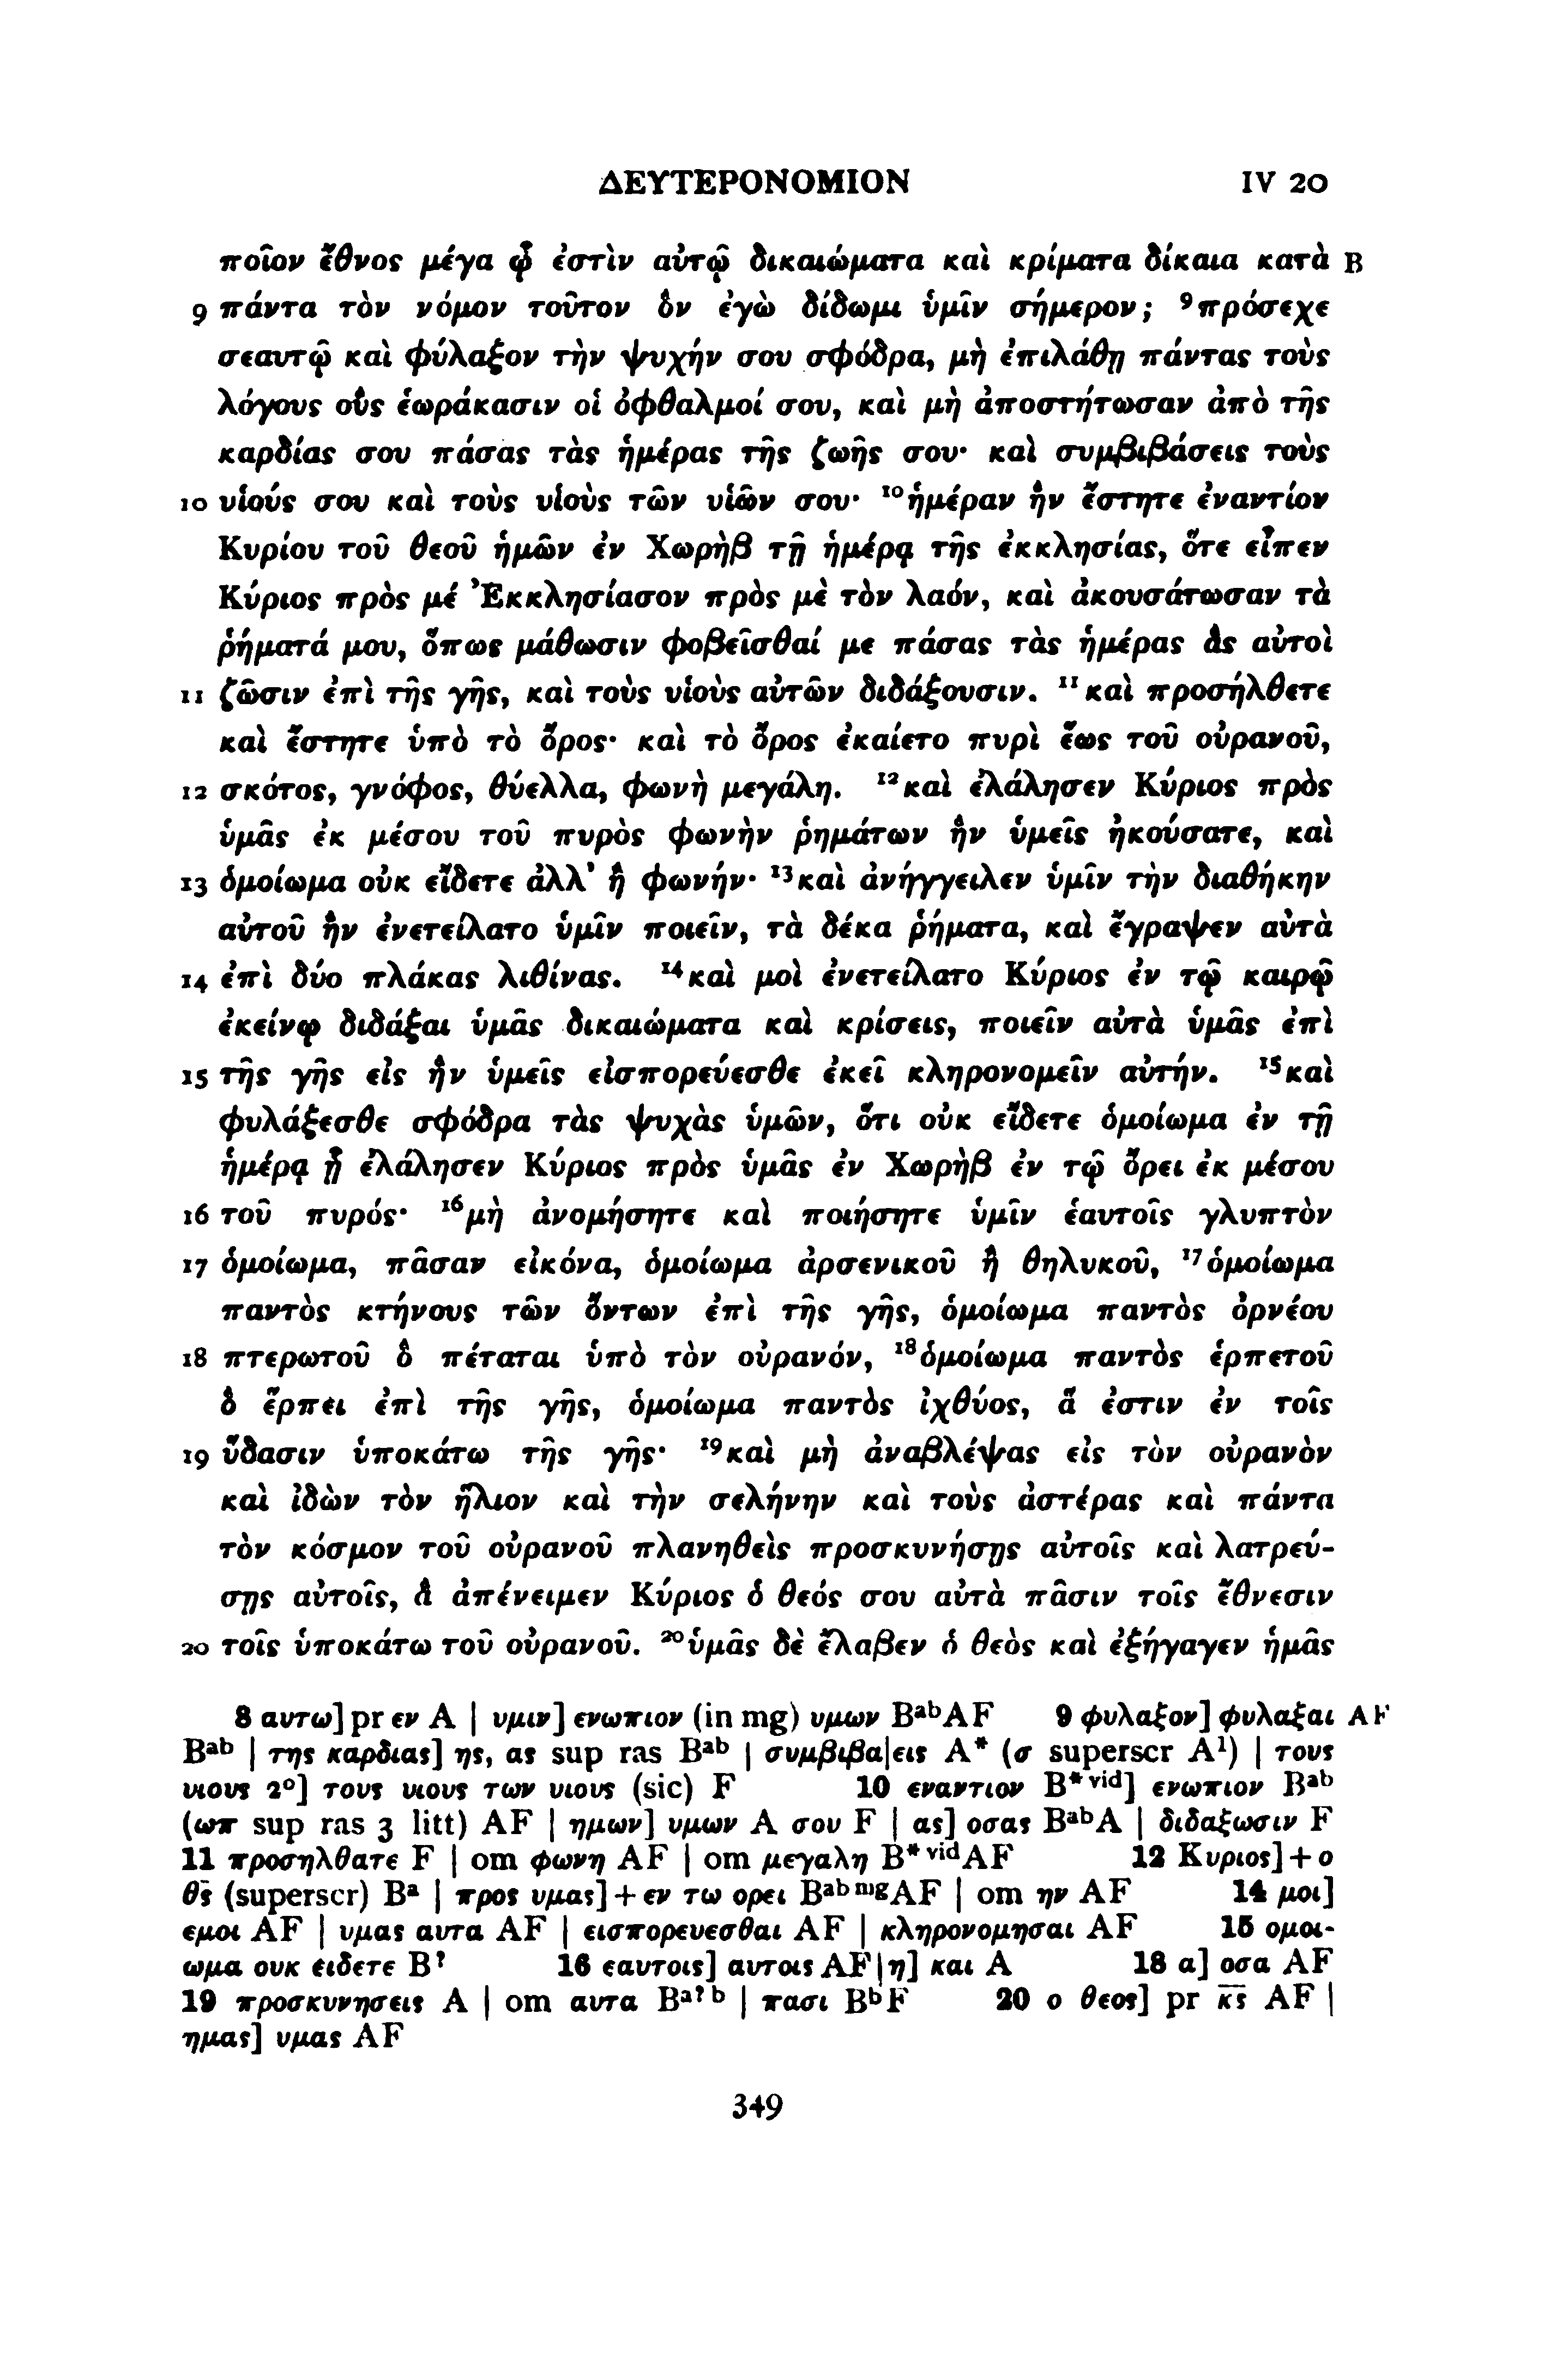 ΔΕΥΤΕΡΟΝΟΜΙΟΝ IV 20
ποῖον ἔθνος μέγα ᾧ ἐστὶν αὐτῷ δικαιώματα καὶ κρίματα δίκαια κατὰ B
9 πάντα τὸν νόμον τοῦτον ὃν ἐγὼ δίδωμι ὑμῖν σήμερον; ⁹πρόσεχε
σεαυτῷ καὶ φύλαξον τὴν ψυχήν σου σφόδρα, μὴ ἐπιλάθῃ πάντας τοὺς
λόγους οὓς ἑωράκασιν οἱ ὀφθαλμοί σου, καὶ μὴ ἀποστήτωσαν ἀπὸ τῆς
καρδίας σου πάσας τὰς ἡμέρας τῆς ζωῆς σου· καὶ συμβιβάσεις τοὺς
10 υἱούς σου καὶ τοὺς υἱοὺς τῶν υἱῶν σου· ¹⁰ἡμέραν ἣν ἔστητε ἐναντίον
Κυρίου τοῦ θεοῦ ἡμῶν ἐν Χωρὴβ τῇ ἡμέρᾳ τῆς ἐκκλησίας, ὅτε εἶπεν
Κύριος πρὸς μέ Ἐκκλησίασον πρὸς μὲ τὸν λαόν, καὶ ἀκουσάτωσαν τὰ
ῥήματά μου, ὅπως μάθωσιν φοβεῖσθαί με πάσας τὰς ἡμέρας ἃς αὐτοὶ
11 ζῶσιν ἐπὶ τῆς γῆς, καὶ τοὺς υἱοὺς αὐτῶν διδάξουσιν. ¹¹καὶ προσήλθετε
καὶ ἔστητε ὑπὸ τὸ ὄρος· καὶ τὸ ὄρος ἐκαίετο πυρὶ ἕως τοῦ οὐρανοῦ,
12 σκότος, γνόφος, θύελλα, φωνὴ μεγάλη. ¹²καὶ ἐλάλησεν Κύριος πρὸς
ὑμᾶς ἐκ μέσου τοῦ πυρὸς φωνὴν ῥημάτων ἣν ὑμεῖς ἠκούσατε, καὶ
13 ὁμοίωμα οὐκ εἴδετε ἀλλ' ἢ φωνήν· ¹³καὶ ἀνήγγειλεν ὑμῖν τὴν διαθήκην
αὐτοῦ ἣν ἐνετείλατο ὑμῖν ποιεῖν, τὰ δέκα ῥήματα, καὶ ἔγραψεν αὐτὰ
14 ἐπὶ δύο πλάκας λιθίνας. ¹⁴καὶ μοὶ ἐνετείλατο Κύριος ἐν τῷ καιρῷ
ἐκείνῳ διδάξαι ὑμᾶς δικαιώματα καὶ κρίσεις, ποιεῖν αὐτὰ ὑμᾶς ἐπὶ
15 τῆς γῆς εἰς ἣν ὑμεῖς εἰσπορεύεσθε ἐκεῖ κληρονομεῖν αὐτήν. ¹⁵καὶ
φυλάξεσθε σφόδρα τὰς ψυχὰς ὑμῶν, ὅτι οὐκ εἴδετε ὁμοίωμα ἐν τῇ
ἡμέρᾳ ᾗ ἐλάλησεν Κύριος πρὸς ὑμᾶς ἐν Χωρὴβ ἐν τῷ ὄρει ἐκ μέσου
16 τοῦ πυρός· ¹⁶μὴ ἀνομήσητε καὶ ποιήσητε ὑμῖν ἑαυτοῖς γλυπτὸν
17 ὁμοίωμα, πᾶσαν εἰκόνα, ὁμοίωμα ἀρσενικοῦ ἢ θηλυκοῦ, ¹⁷ὁμοίωμα
παντὸς κτήνους τῶν ὄντων ἐπὶ τῆς γῆς, ὁμοίωμα παντὸς ὀρνέου
18 πτερωτοῦ ὃ πέταται ὑπὸ τὸν οὐρανόν, ¹⁸ὁμοίωμα παντὸς ἑρπετοῦ
ὃ ἕρπει ἐπὶ τῆς γῆς, ὁμοίωμα παντὸς ἰχθύος, ἅ ἐστιν ἐν τοῖς
19 ὕδασιν ὑποκάτω τῆς γῆς· ¹⁹καὶ μὴ ἀναβλέψας εἰς τὸν οὐρανὸν
καὶ ἰδὼν τὸν ἥλιον καὶ τὴν σελήνην καὶ τοὺς ἀστέρας καὶ πάντα
τὸν κόσμον τοῦ οὐρανοῦ πλανηθεὶς προσκυνήσῃς αὐτοῖς καὶ λατρεύ-
σῃς αὐτοῖς, ἃ ἀπένειμεν Κύριος ὁ θεός σου αὐτὰ πᾶσιν τοῖς ἔθνεσιν
20 τοῖς ὑποκάτω τοῦ οὐρανοῦ. ²⁰ὑμᾶς δὲ ἔλαβεν ὁ θεὸς καὶ ἐξήγαγεν ἡμᾶς
8 αυτω] pr εν A | υμιν] ενωπιον (in mg) υμων BᵃᵇAF 9 φυλαξον] φυλαξαι AF
Bᵃᵇ | της καρδιας] ης, ας sup ras Bᵃᵇ | συμβιβα|εις A* (σ superscr A¹) | τους
υιους 2°] τους υιους των υιους (sic) F 10 εναντιον B*ᵛⁱᵈ] ενωπιον Bᵃᵇ
(ωπ sup ras 3 litt) AF | ημων] υμων A σου F | ας] οσας BᵃᵇA | διδαξωσιν F
11 προσηλθατε F | om φωνη AF | om μεγαλη B*ᵛⁱᵈAF 12 Κυριος] + ο
θ̅ς̅ (superscr) Bᵃ | προς υμας] + εν τω ορει BᵃᵇᵐᵍAF | om ην AF 14 μοι]
εμοι AF | υμας αυτα AF | εισπορευεσθαι AF | κληρονομησαι AF 15 ομοι-
ωμα ουκ ειδετε Bˀ 16 εαυτοις] αυτοις AF | η] και A 18 α] οσα AF
19 προσκυνησεις A | om αυτα Bᵃˀᵇ | πασι BᵇF 20 ο θεος] pr κ̅ς̅ AF |
ημας] υμας AF
349